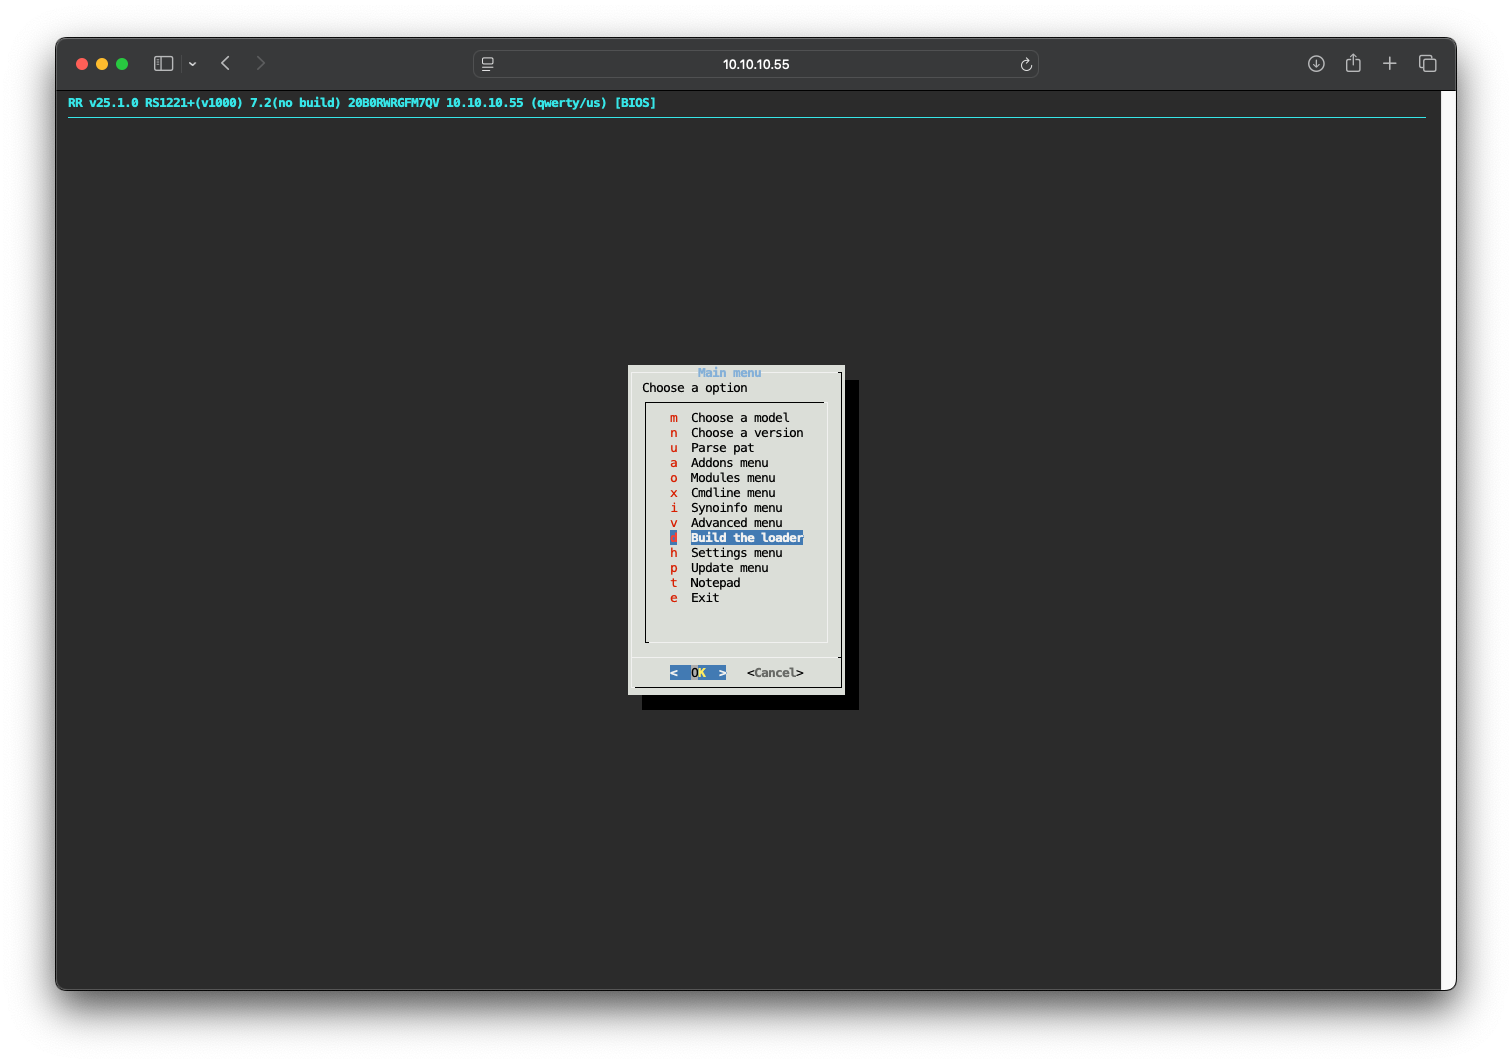 10.10.10.55
RR v25.1.0 RS1221+(v1000) 7.2(no build) 20B0RWRGFM7QV 10.10.10.55 (qwerty/us) [BIOS]
Main menu
Choose a option
m Choose a model
n Choose a version
u Parse pat
a Addons menu
o Modules menu
x Cmdline menu
i Synoinfo menu
v Advanced menu
Build the loader
h Settings menu
p Update menu
t Notepad
e Exit
< OK > <Cancel>